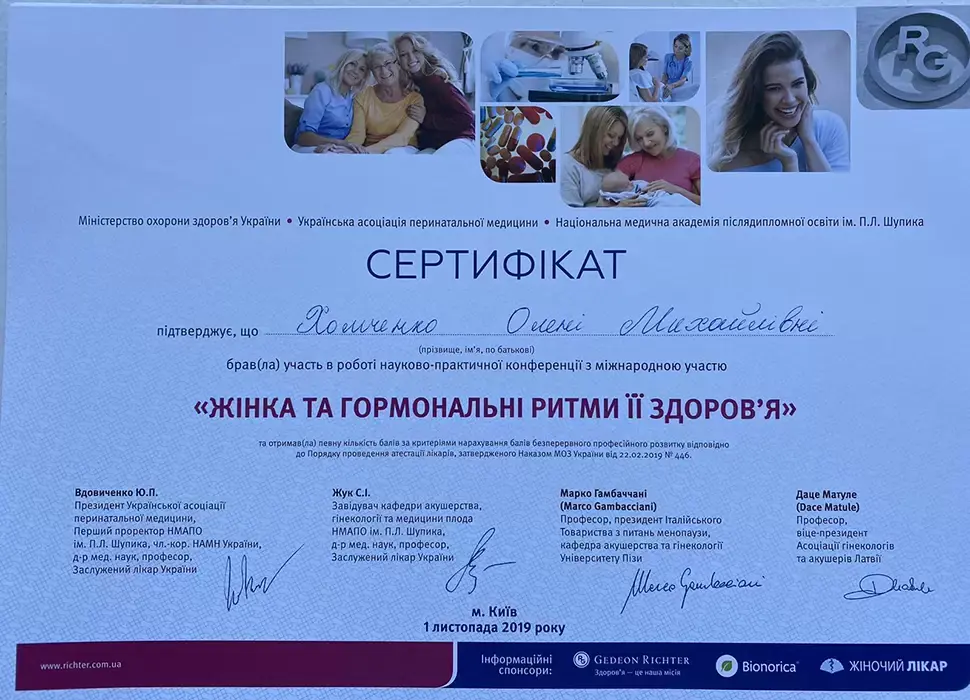 RG
Міністерство охорони здоров'я України • Українська асоціація перинатальної медицини • Національна медична академія післядипломної освіти ім. П.Л. Шупика
СЕРТИФІКАТ
підтверджує, що Хомченко Олені Михайлівні
(прізвище, ім'я, по батькові)
брав(ла) участь в роботі науково-практичної конференції з міжнародною участю
«ЖІНКА ТА ГОРМОНАЛЬНІ РИТМИ ЇЇ ЗДОРОВ'Я»
та отримав(ла) певну кількість балів за критеріями нарахування балів безперервного професійного розвитку відповідно
до Порядку проведення атестації лікарів, затвердженого Наказом МОЗ України від 22.02.2019 № 446.
Вдовиченко Ю.П.
Президент Української асоціації
перинатальної медицини,
Перший проректор НМАПО
ім. П.Л. Шупика, чл.-кор. НАМН України,
д-р мед. наук, професор,
Заслужений лікар України
Жук С.І.
Завідувач кафедри акушерства,
гінекології та медицини плода
НМАПО ім. П.Л. Шупика,
д-р мед. наук, професор,
Заслужений лікар України
Марко Гамбаччані
(Marco Gambacciani)
Професор, президент Італійського
Товариства з питань менопаузи,
кафедра акушерства та гінекології
Університету Пізи
Marco Gambacciani
Даце Матуле
(Dace Matule)
Професор,
віце-президент
Асоціації гінекологів
та акушерів Латвії
DMatule
м. Київ
1 листопада 2019 року
www.richter.com.ua
Інформаційні
спонсори:
GEDEON RICHTER
Здоров'я — це наша місія
Bionorica
ЖІНОЧИЙ ЛІКАР